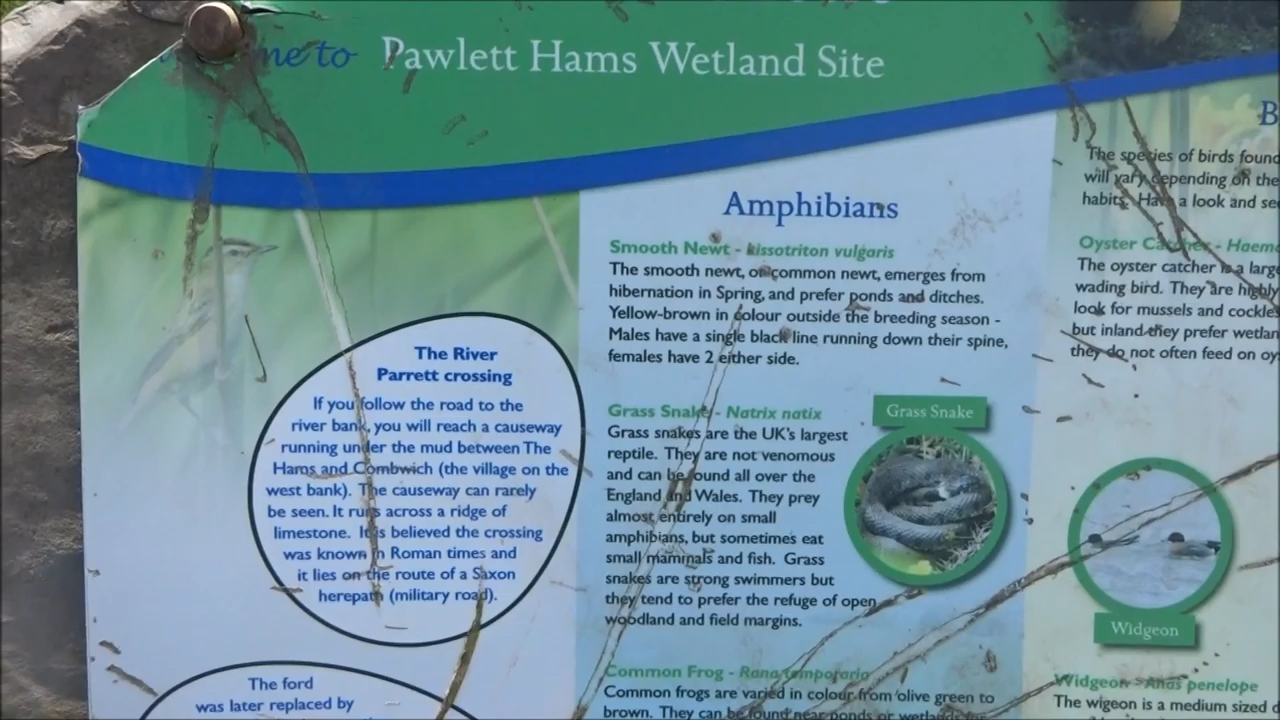 me to Pawlett Hams Wetland Site
The River
Parrett crossing
If you follow the road to the
river bank, you will reach a causeway
running under the mud between The
Hams and Combwich (the village on the
west bank). The causeway can rarely
be seen. It runs across a ridge of
limestone. It is believed the crossing
was known in Roman times and
it lies on the route of a Saxon
herepath (military road).
The ford
was later replaced by
Amphibians
Smooth Newt - kissotriton vulgaris
The smooth newt, or common newt, emerges from
hibernation in Spring, and prefer ponds and ditches.
Yellow-brown in colour outside the breeding season -
Males have a single black line running down their spine,
females have 2 either side.
Grass Snake - Natrix natix
Grass snakes are the UK's largest
reptile. They are not venomous
and can be found all over the
England and Wales. They prey
almost entirely on small
amphibians, but sometimes eat
small mammals and fish. Grass
snakes are strong swimmers but
they tend to prefer the refuge of open
woodland and field margins.
Grass Snake
Common Frog - Rana temporaria
Common frogs are varied in colour from olive green to
brown. They can be found near ponds or wetlands
B
The species of birds found
will vary depending on the
habits. Have a look and see
Oyster Catcher - Haem
The oyster catcher is a large
wading bird. They are highly
look for mussels and cockles
but inland they prefer wetlan
they do not often feed on oy
Widgeon
Widgeon - Anas penelope
The wigeon is a medium sized